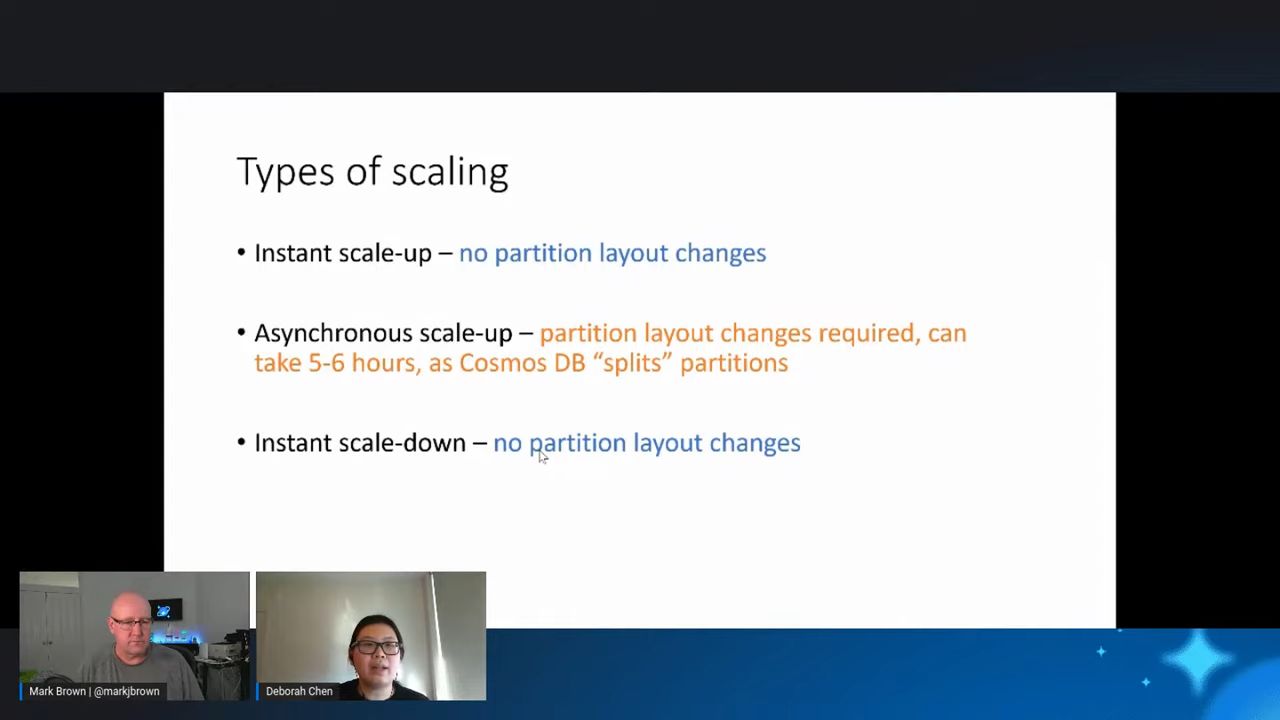 Types of scaling
• Instant scale-up – no partition layout changes
• Asynchronous scale-up – partition layout changes required, can
take 5-6 hours, as Cosmos DB “splits” partitions
• Instant scale-down – no partition layout changes
Mark Brown | @markjbrown
Deborah Chen